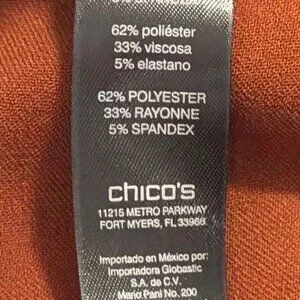 62% poliéster
33% viscosa
5% elastano
62% POLYESTER
33% RAYONNE
5% SPANDEX
chico's
11215 METRO PARKWAY
FORT MYERS, FL 33966
Importado en México por:
Importadora Globastic
S.A. de C.V.
Mario Pani No. 200